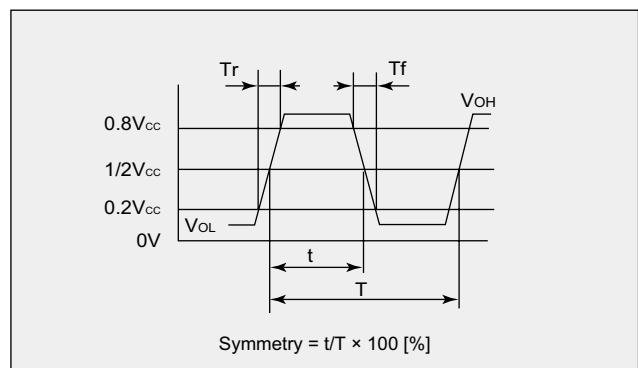 Tr
Tf
VOH
0.8Vcc
1/2Vcc
0.2Vcc
VOL
0V
t
T
Symmetry = t/T × 100 [%]